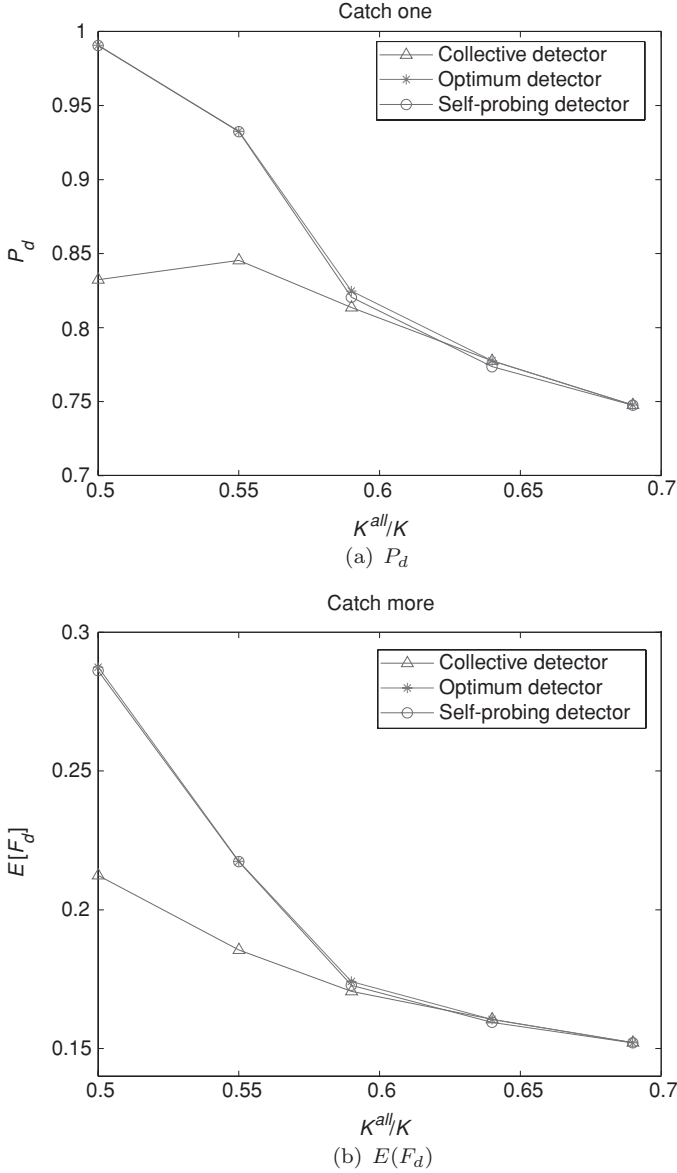 Catch one
1
0.95
0.9
0.85
0.8
0.75
0.7
P_d
Collective detector
Optimum detector
Self-probing detector
0.5 0.55 0.6 0.65 0.7
K^all/K
(a) P_d
Catch more
0.3
0.25
0.2
0.15
E[F_d]
Collective detector
Optimum detector
Self-probing detector
0.5 0.55 0.6 0.65 0.7
K^all/K
(b) E(F_d)